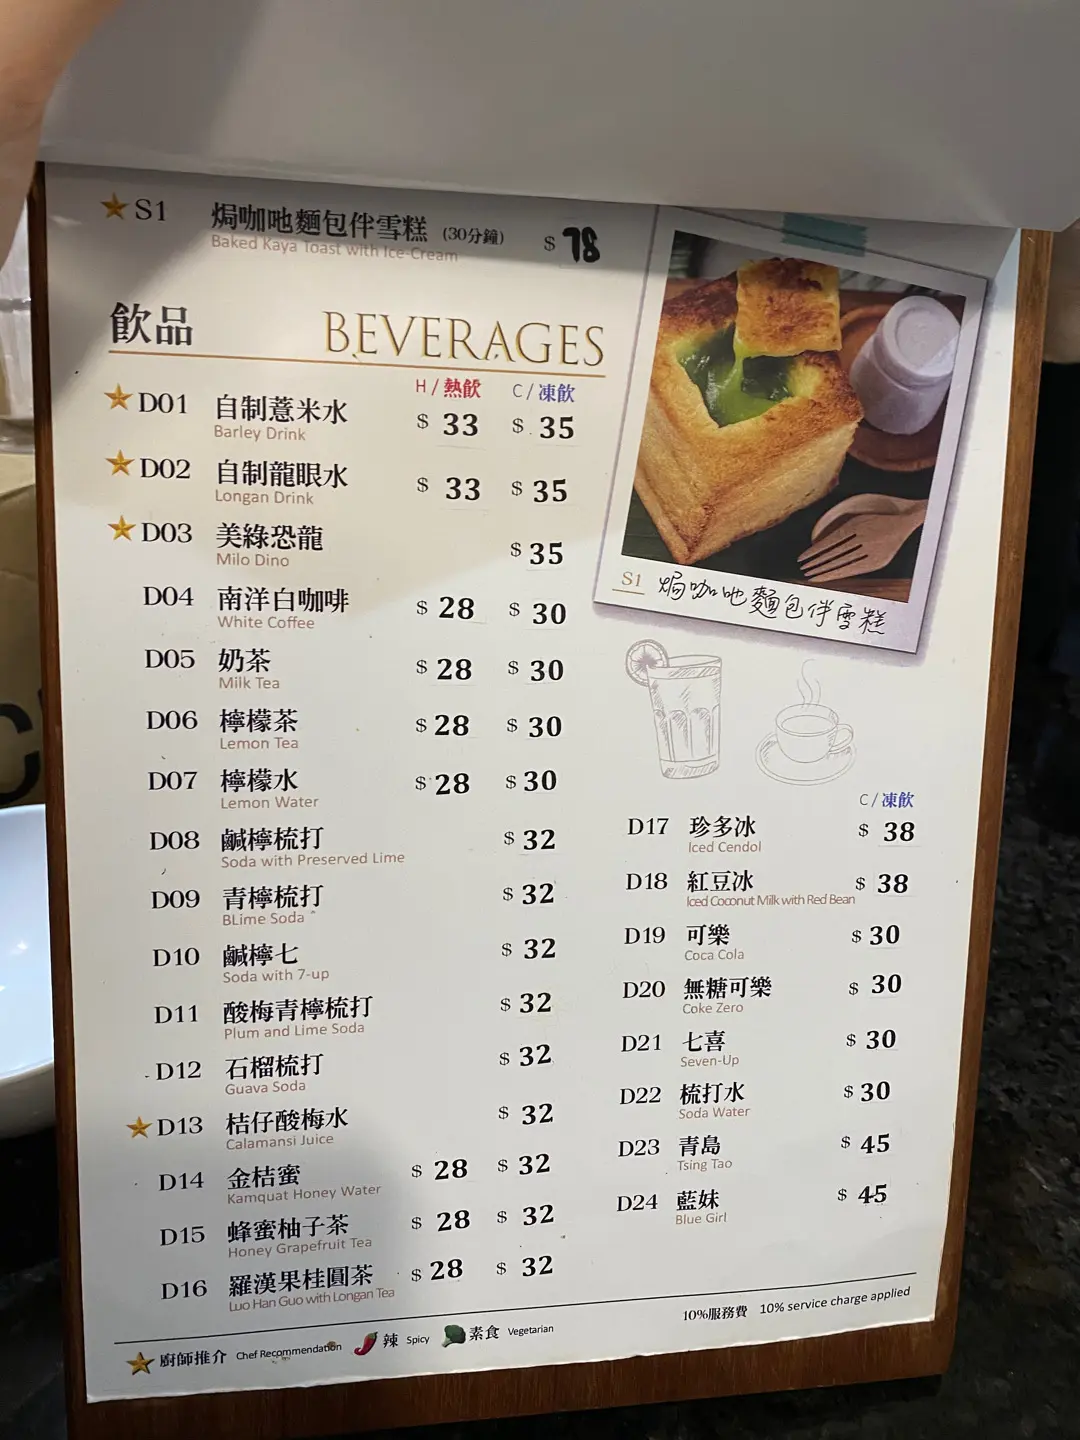 S1 焗咖吔麵包伴雪糕 (30分鐘) $ 78
Baked Kaya Toast with Ice-Cream
飲品 BEVERAGES
H / 熱飲 C / 凍飲
D01 自制薏米水 $ 33 $ 35
Barley Drink
D02 自制龍眼水 $ 33 $ 35
Longan Drink
D03 美綠恐龍 $ 35
Milo Dino
D04 南洋白咖啡 $ 28 $ 30
White Coffee
D05 奶茶 $ 28 $ 30
Milk Tea
D06 檸檬茶 $ 28 $ 30
Lemon Tea
D07 檸檬水 $ 28 $ 30
Lemon Water
D08 鹹檸梳打 $ 32
Soda with Preserved Lime
D09 青檸梳打 $ 32
BLime Soda
D10 鹹檸七 $ 32
Soda with 7-up
D11 酸梅青檸梳打 $ 32
Plum and Lime Soda
D12 石榴梳打 $ 32
Guava Soda
D13 桔仔酸梅水 $ 32
Calamansi Juice
D14 金桔蜜 $ 28 $ 32
Kamquat Honey Water
D15 蜂蜜柚子茶 $ 28 $ 32
Honey Grapefruit Tea
D16 羅漢果桂圓茶 $ 28 $ 32
Luo Han Guo with Longan Tea
S1 焗咖吔麵包伴雪糕
C / 凍飲
D17 珍多冰 $ 38
Iced Cendol
D18 紅豆冰 $ 38
Iced Coconut Milk with Red Bean
D19 可樂 $ 30
Coca Cola
D20 無糖可樂 $ 30
Coke Zero
D21 七喜 $ 30
Seven-Up
D22 梳打水 $ 30
Soda Water
D23 青島 $ 45
Tsing Tao
D24 藍妹 $ 45
Blue Girl
10%服務費 10% service charge applied
廚師推介 Chef Recommendation 辣 Spicy 素食 Vegetarian